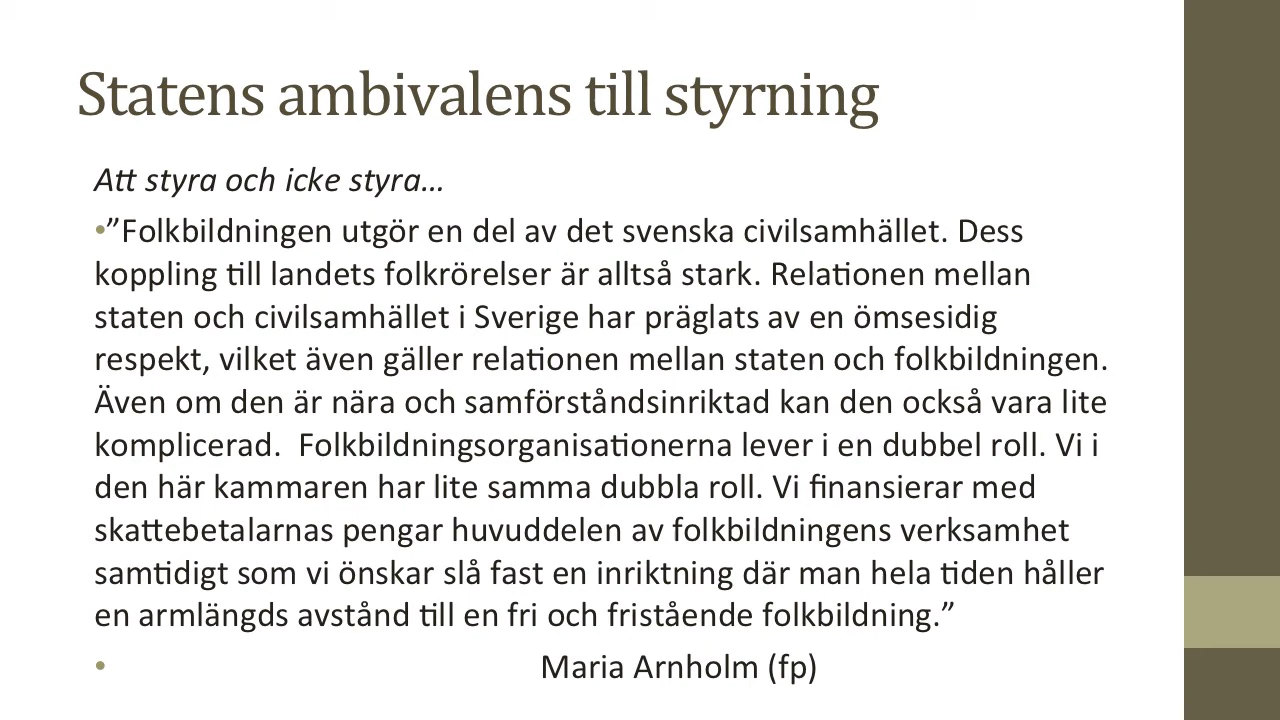 Statens ambivalens till styrning
Att styra och icke styra…
•”Folkbildningen utgör en del av det svenska civilsamhället. Dess
koppling till landets folkrörelser är alltså stark. Relationen mellan
staten och civilsamhället i Sverige har präglats av en ömsesidig
respekt, vilket även gäller relationen mellan staten och folkbildningen.
Även om den är nära och samförståndsinriktad kan den också vara lite
komplicerad.  Folkbildningsorganisationerna lever i en dubbel roll. Vi i
den här kammaren har lite samma dubbla roll. Vi finansierar med
skattebetalarnas pengar huvuddelen av folkbildningens verksamhet
samtidigt som vi önskar slå fast en inriktning där man hela tiden håller
en armlängds avstånd till en fri och fristående folkbildning.”
• Maria Arnholm (fp)